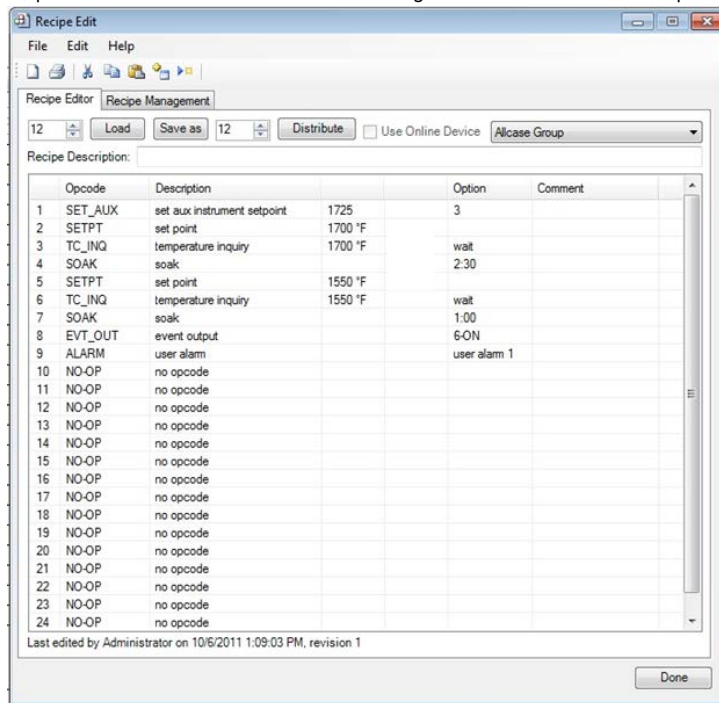 Recipe Edit
File Edit Help
Recipe Editor Recipe Management
12 Load Save as 12 Distribute Use Online Device Allcase Group
Recipe Description:
Opcode Description Option Comment
1 SET_AUX set aux instrument setpoint 1725 3
2 SETPT set point 1700 °F
3 TC_INQ temperature inquiry 1700 °F wait
4 SOAK soak 2:30
5 SETPT set point 1550 °F
6 TC_INQ temperature inquiry 1550 °F wait
7 SOAK soak 1:00
8 EVT_OUT event output 6-ON
9 ALARM user alarm user alarm 1
10 NO-OP no opcode
11 NO-OP no opcode
12 NO-OP no opcode
13 NO-OP no opcode
14 NO-OP no opcode
15 NO-OP no opcode
16 NO-OP no opcode
17 NO-OP no opcode
18 NO-OP no opcode
19 NO-OP no opcode
20 NO-OP no opcode
21 NO-OP no opcode
22 NO-OP no opcode
23 NO-OP no opcode
24 NO-OP no opcode
Last edited by Administrator on 10/6/2011 1:09:03 PM, revision 1
Done